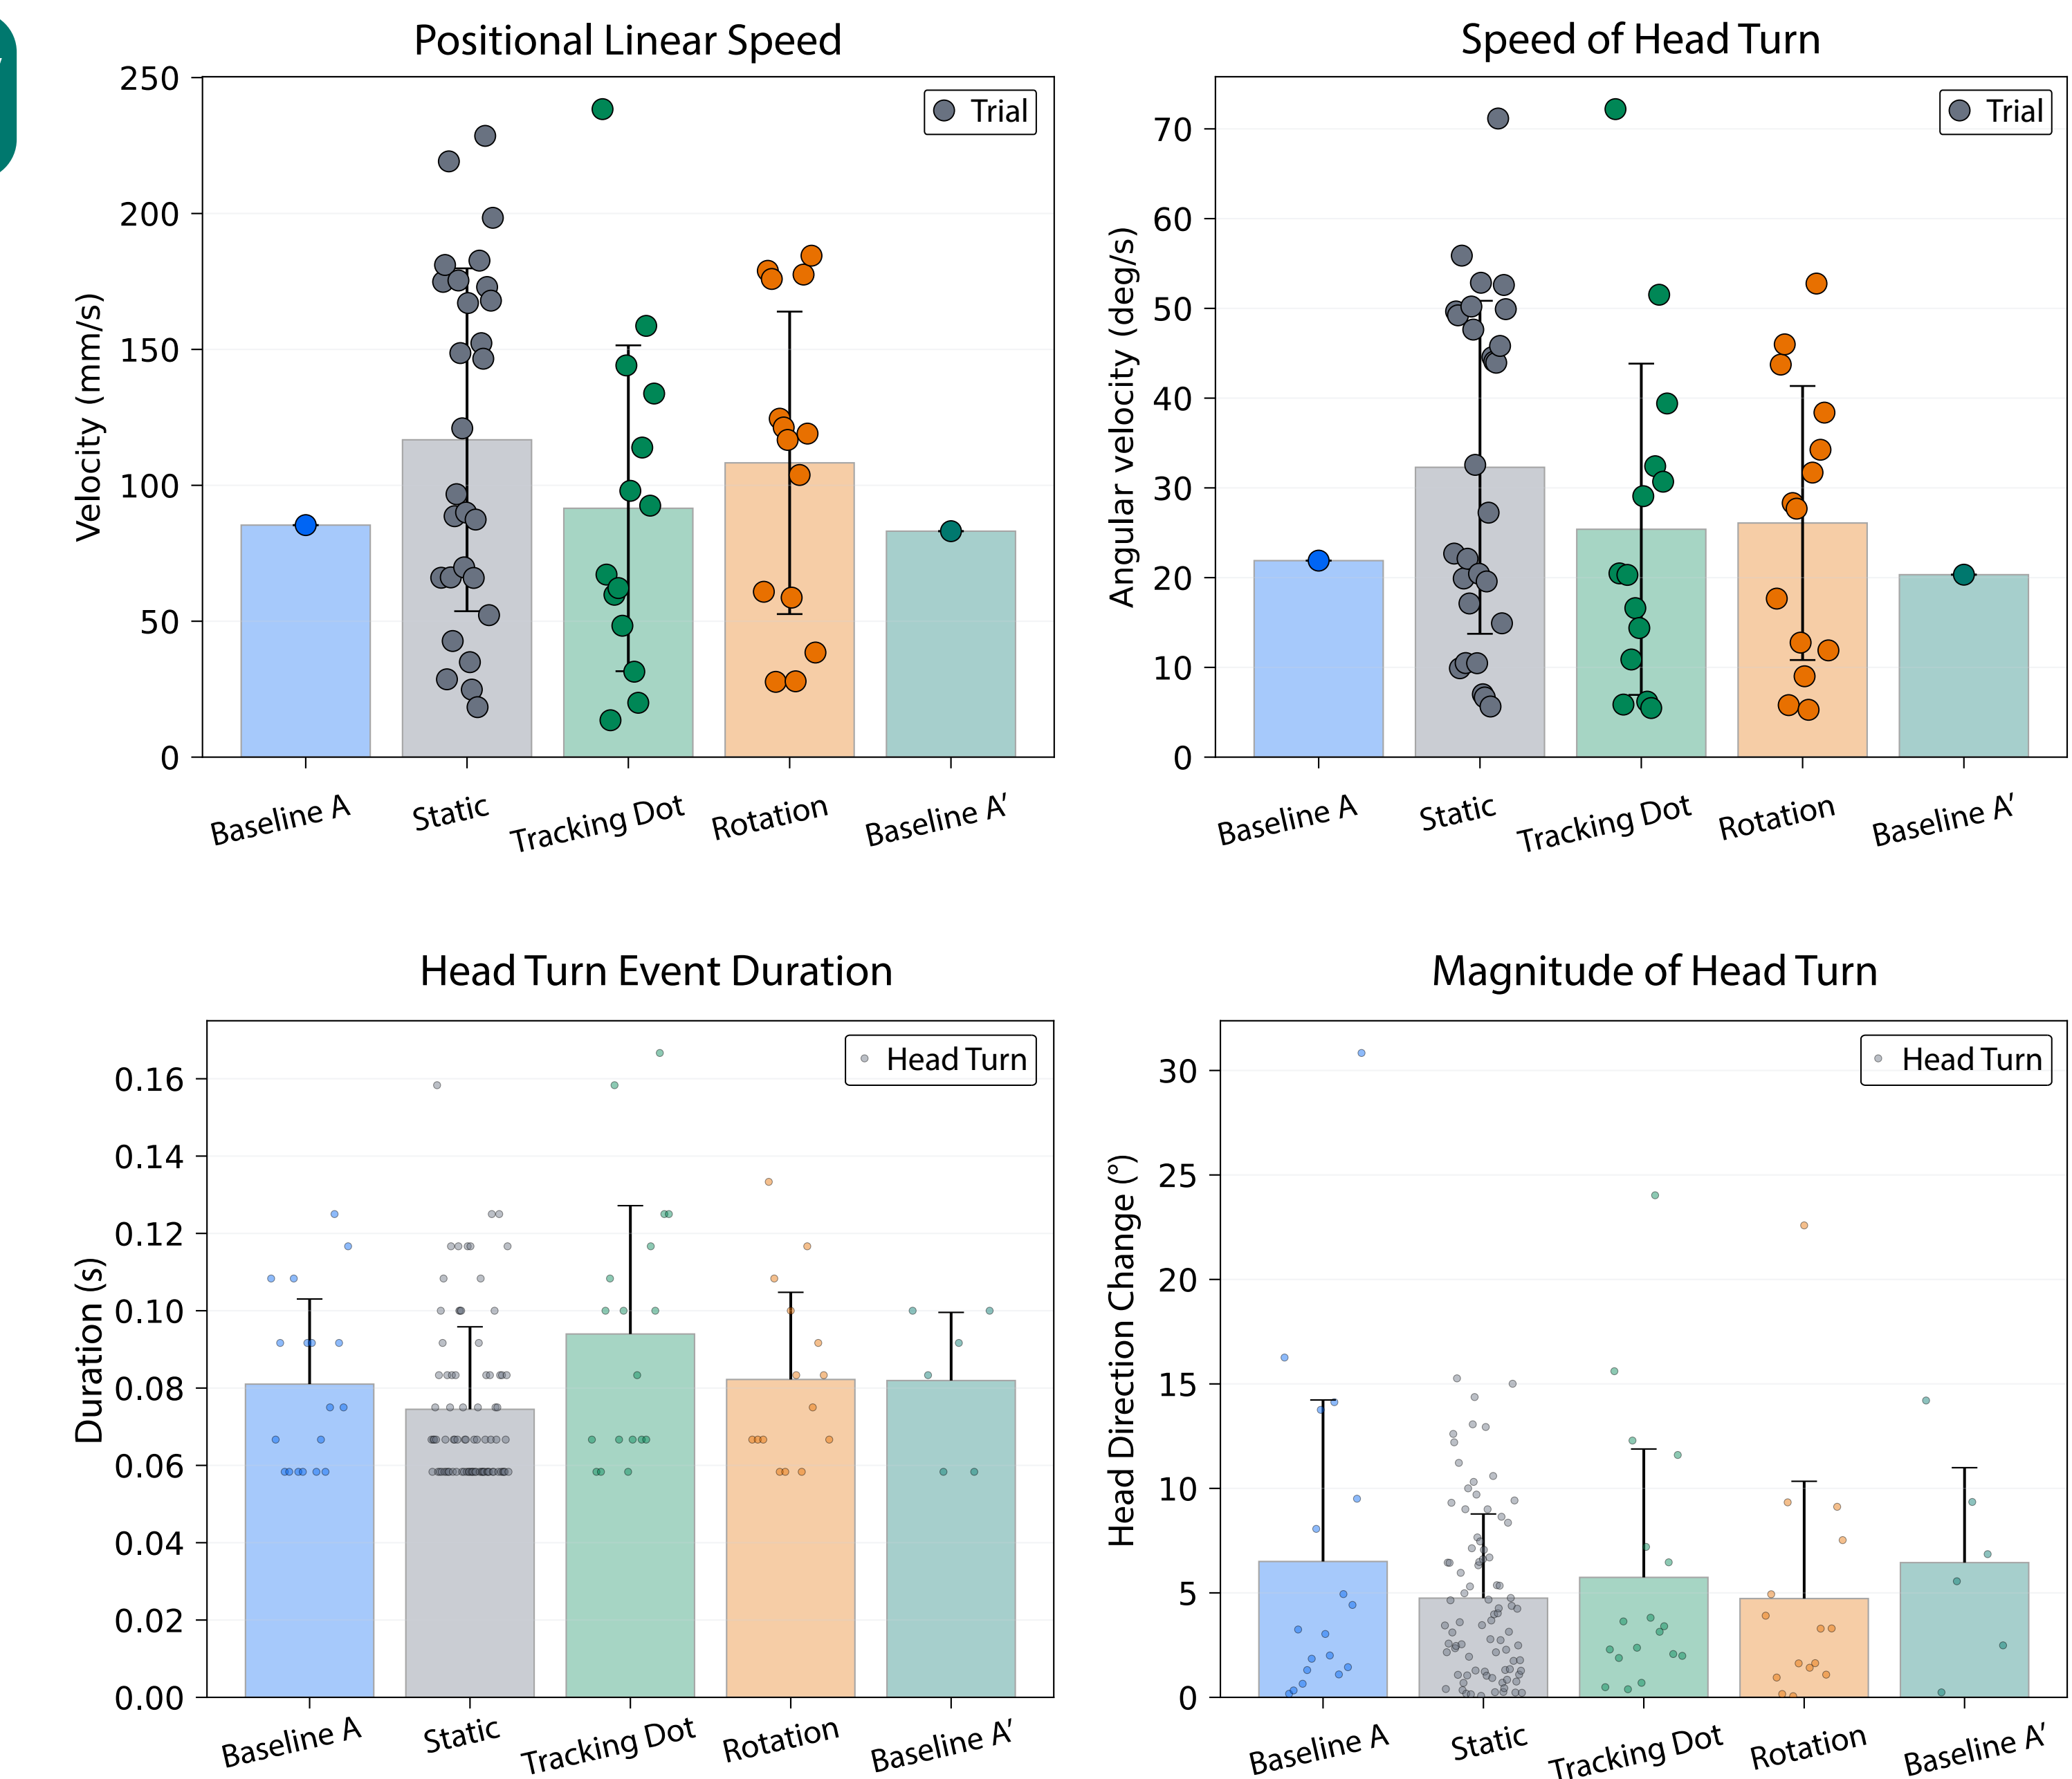 Positional Linear Speed
Velocity (mm/s)
250
200
150
100
50
0
Trial
Baseline A
Static
Tracking Dot
Rotation
Baseline A′
Speed of Head Turn
Angular velocity (deg/s)
70
60
50
40
30
20
10
0
Trial
Baseline A
Static
Tracking Dot
Rotation
Baseline A′
Head Turn Event Duration
Duration (s)
0.16
0.14
0.12
0.10
0.08
0.06
0.04
0.02
0.00
Head Turn
Baseline A
Static
Tracking Dot
Rotation
Baseline A′
Magnitude of Head Turn
Head Direction Change (°)
30
25
20
15
10
5
0
Head Turn
Baseline A
Static
Tracking Dot
Rotation
Baseline A′